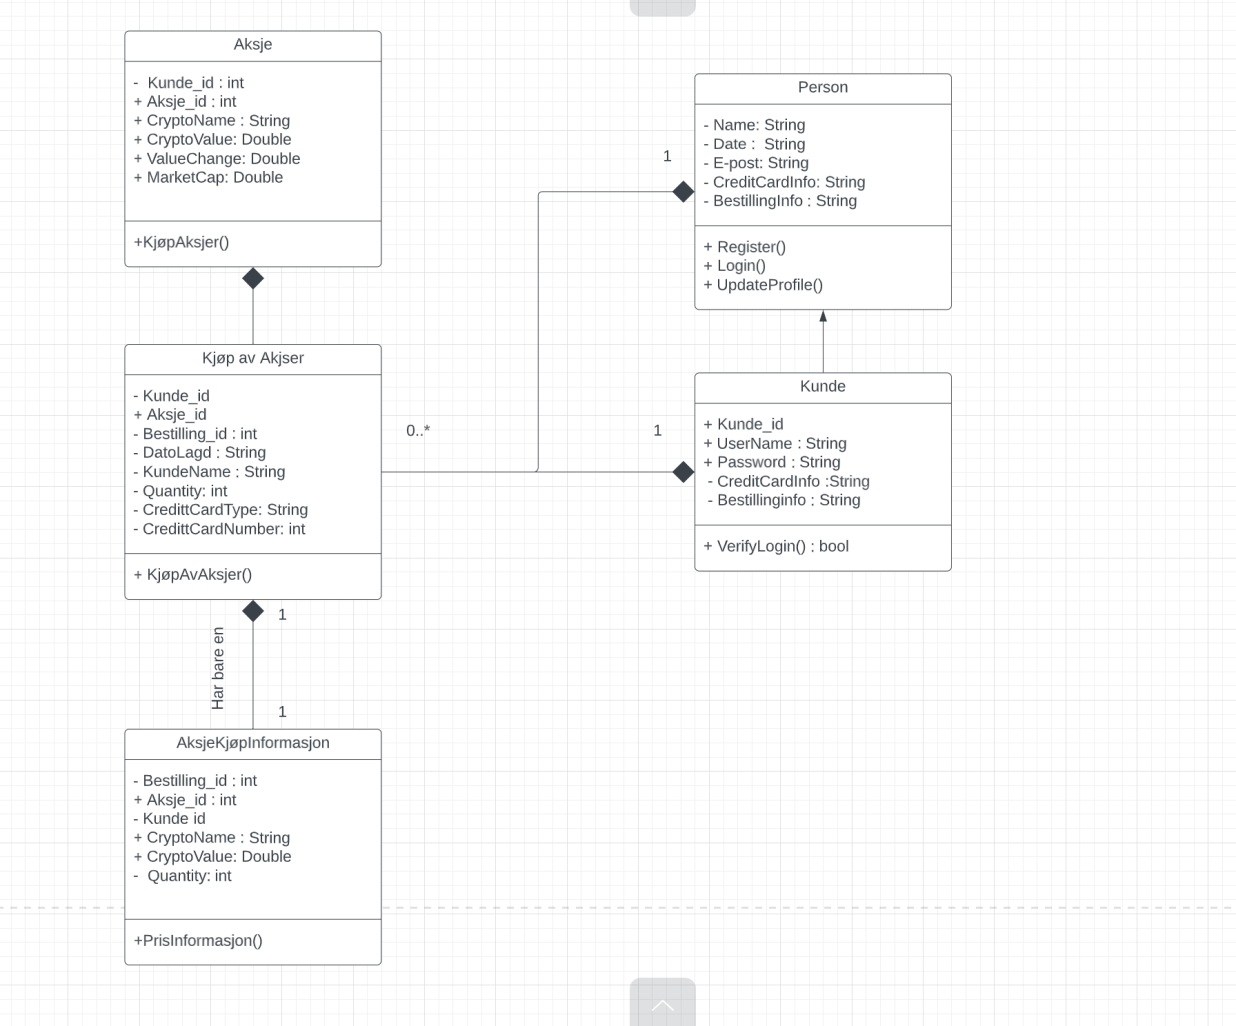 Aksje
- Kunde_id : int
+ Aksje_id : int
+ CryptoName : String
+ CryptoValue: Double
+ ValueChange: Double
+ MarketCap: Double
+KjøpAksjer()
Person
- Name: String
- Date : String
- E-post: String
- CreditCardInfo: String
- BestillingInfo : String
+ Register()
+ Login()
+ UpdateProfile()
1
Kjøp av Akjser
- Kunde_id
+ Aksje_id
- Bestilling_id : int
- DatoLagd : String
- KundeName : String
- Quantity: int
- CredittCardType: String
- CredittCardNumber: int
+ KjøpAvAksjer()
0..*
1
Kunde
+ Kunde_id
+ UserName : String
+ Password : String
- CreditCardInfo :String
- Bestillinginfo : String
+ VerifyLogin() : bool
1
Har bare en
1
AksjeKjøpInformasjon
- Bestilling_id : int
+ Aksje_id : int
- Kunde id
+ CryptoName : String
+ CryptoValue: Double
- Quantity: int
+PrisInformasjon()